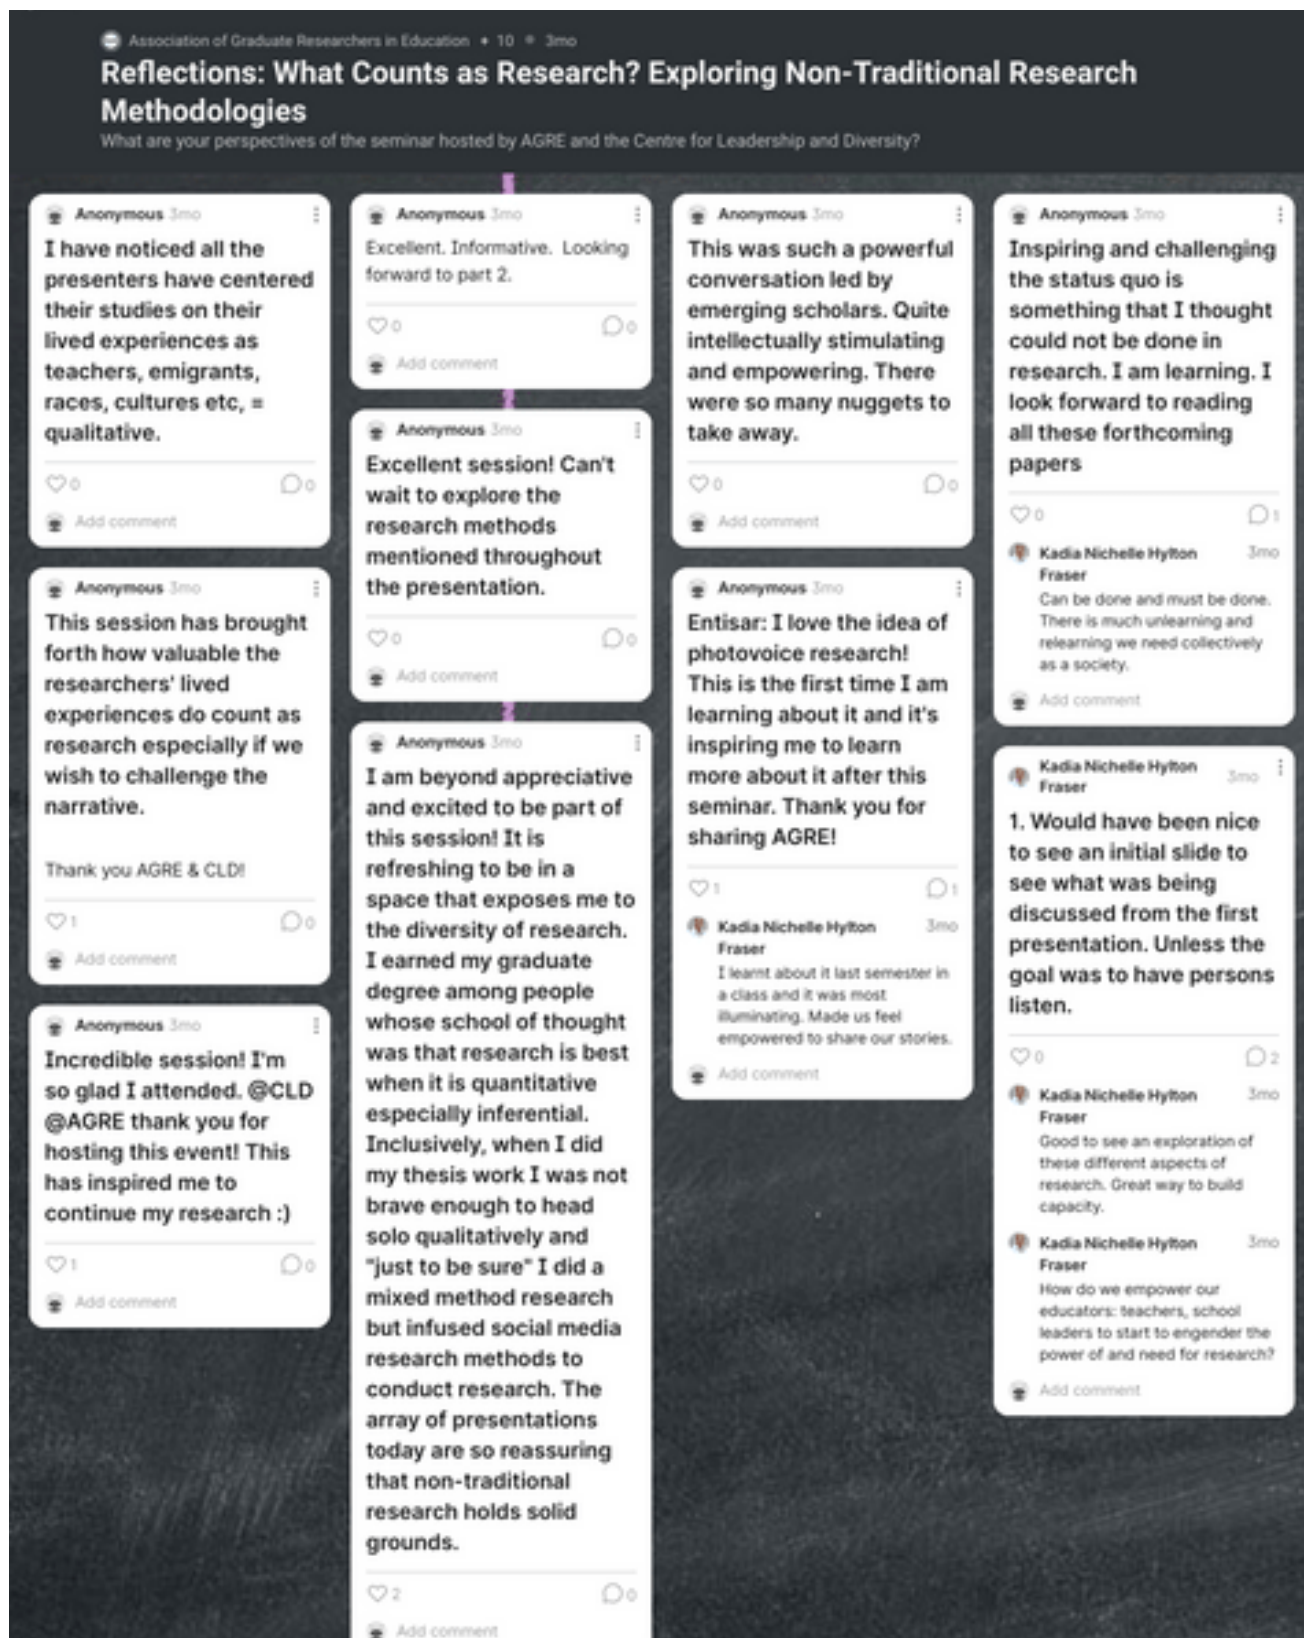 Association of Graduate Researchers in Education • 10 • 3mo
Reflections: What Counts as Research? Exploring Non-Traditional Research
Methodologies
What are your perspectives of the seminar hosted by AGRE and the Centre for Leadership and Diversity?
Anonymous 3mo
I have noticed all the
presenters have centered
their studies on their
lived experiences as
teachers, emigrants,
races, cultures etc, =
qualitative.
0 0
Add comment
Anonymous 3mo
This session has brought
forth how valuable the
researchers' lived
experiences do count as
research especially if we
wish to challenge the
narrative.
Thank you AGRE & CLD!
1 0
Add comment
Anonymous 3mo
Incredible session! I'm
so glad I attended. @CLD
@AGRE thank you for
hosting this event! This
has inspired me to
continue my research :)
1 0
Add comment
Anonymous 3mo
Excellent. Informative. Looking
forward to part 2.
0 0
Add comment
Anonymous 3mo
Excellent session! Can't
wait to explore the
research methods
mentioned throughout
the presentation.
0 0
Add comment
Anonymous 3mo
I am beyond appreciative
and excited to be part of
this session! It is
refreshing to be in a
space that exposes me to
the diversity of research.
I earned my graduate
degree among people
whose school of thought
was that research is best
when it is quantitative
especially inferential.
Inclusively, when I did
my thesis work I was not
brave enough to head
solo qualitatively and
"just to be sure" I did a
mixed method research
but infused social media
research methods to
conduct research. The
array of presentations
today are so reassuring
that non-traditional
research holds solid
grounds.
2 0
Add comment
Anonymous 3mo
This was such a powerful
conversation led by
emerging scholars. Quite
intellectually stimulating
and empowering. There
were so many nuggets to
take away.
0 0
Add comment
Anonymous 3mo
Entisar: I love the idea of
photovoice research!
This is the first time I am
learning about it and it's
inspiring me to learn
more about it after this
seminar. Thank you for
sharing AGRE!
1 1
Kadia Nichelle Hylton 3mo
Fraser
I learnt about it last semester in
a class and it was most
illuminating. Made us feel
empowered to share our stories.
Add comment
Anonymous 3mo
Inspiring and challenging
the status quo is
something that I thought
could not be done in
research. I am learning. I
look forward to reading
all these forthcoming
papers
0 1
Kadia Nichelle Hylton 3mo
Fraser
Can be done and must be done.
There is much unlearning and
relearning we need collectively
as a society.
Add comment
Kadia Nichelle Hylton 3mo
Fraser
1. Would have been nice
to see an initial slide to
see what was being
discussed from the first
presentation. Unless the
goal was to have persons
listen.
0 2
Kadia Nichelle Hylton 3mo
Fraser
Good to see an exploration of
these different aspects of
research. Great way to build
capacity.
Kadia Nichelle Hylton 3mo
Fraser
How do we empower our
educators: teachers, school
leaders to start to engender the
power of and need for research?
Add comment